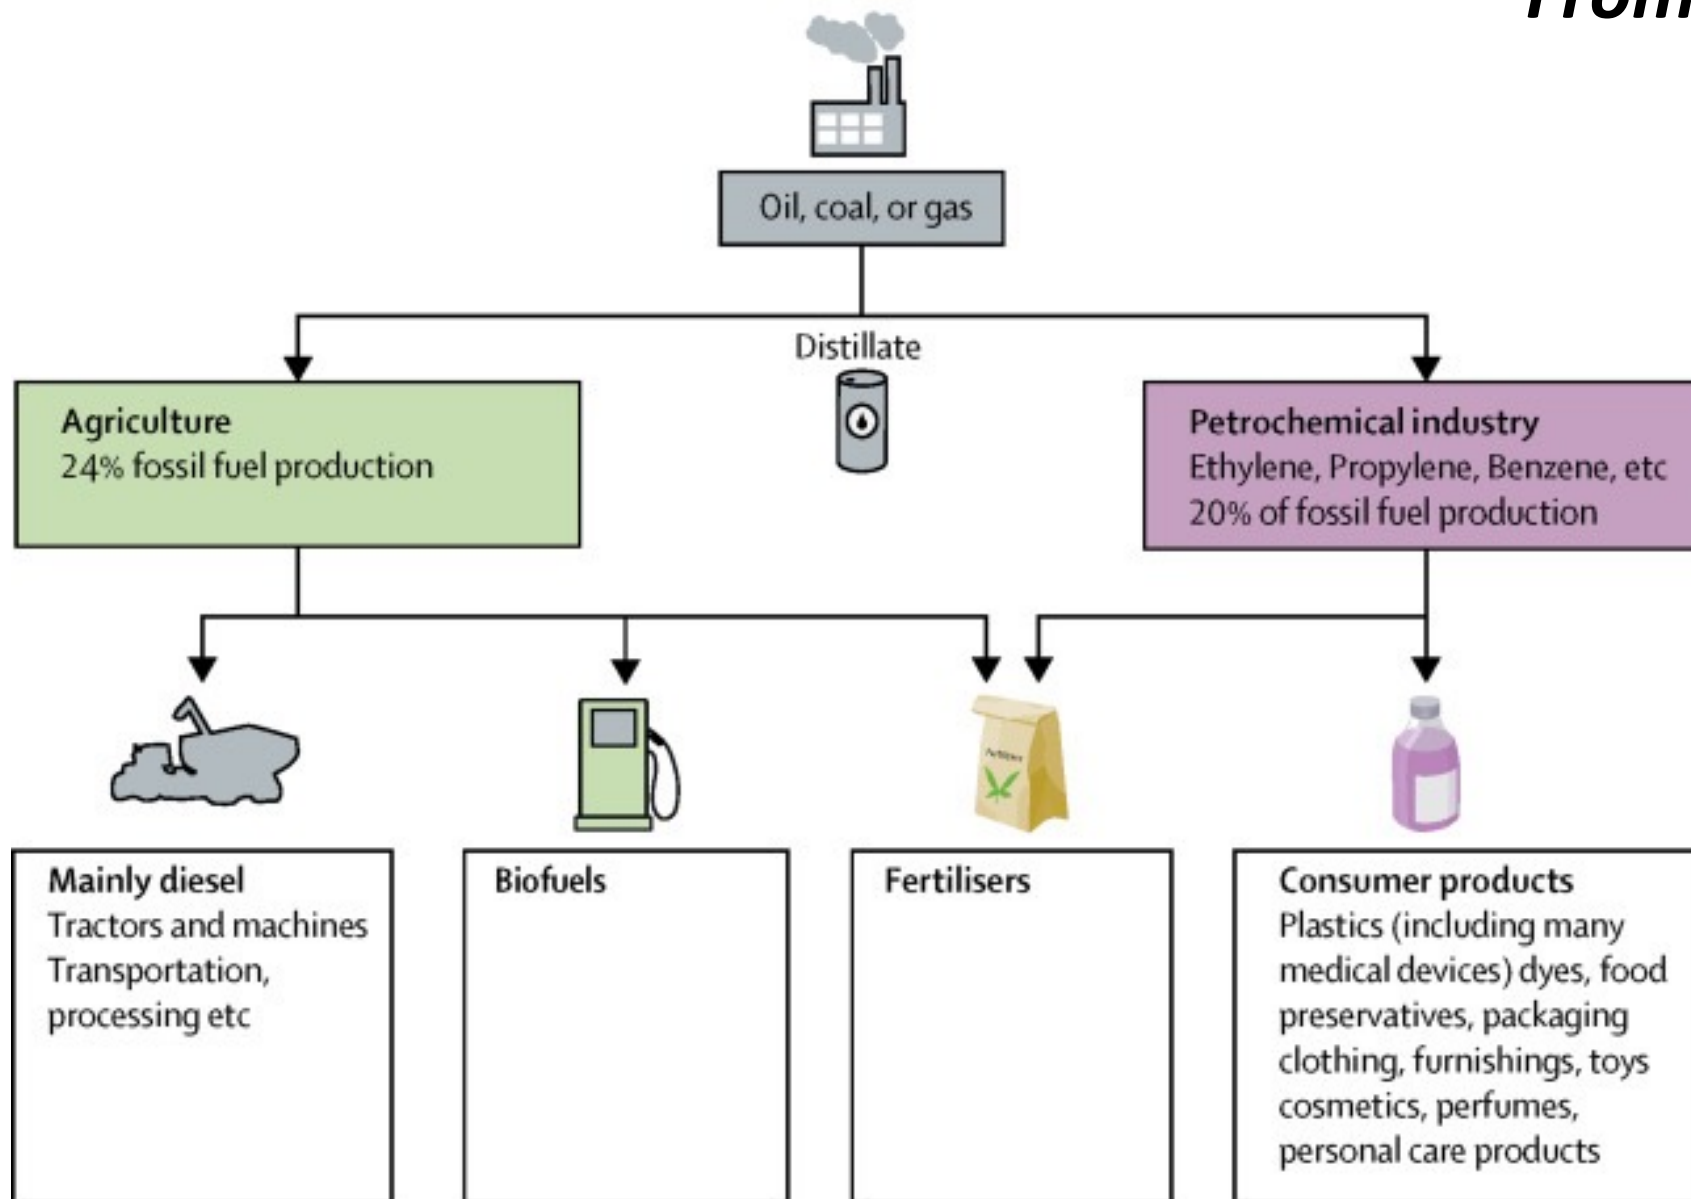 From
Oil, coal, or gas
Distillate
Agriculture
24% fossil fuel production
Petrochemical industry
Ethylene, Propylene, Benzene, etc
20% of fossil fuel production
Fertiliser
Mainly diesel
Tractors and machines
Transportation,
processing etc
Biofuels
Fertilisers
Consumer products
Plastics (including many
medical devices) dyes, food
preservatives, packaging
clothing, furnishings, toys
cosmetics, perfumes,
personal care products